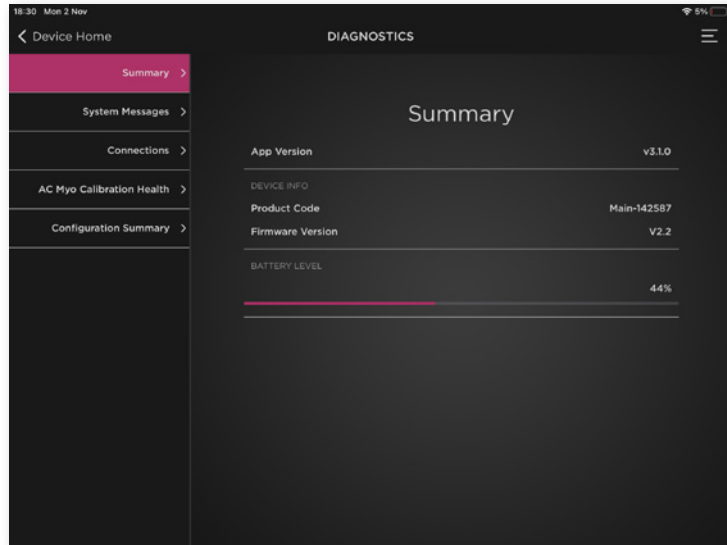 18:30 Mon 2 Nov
5%
Device Home
DIAGNOSTICS
Summary
System Messages
Connections
AC Myo Calibration Health
Configuration Summary
Summary
App Version v3.1.0
DEVICE INFO
Product Code Main-142587
Firmware Version V2.2
BATTERY LEVEL
44%